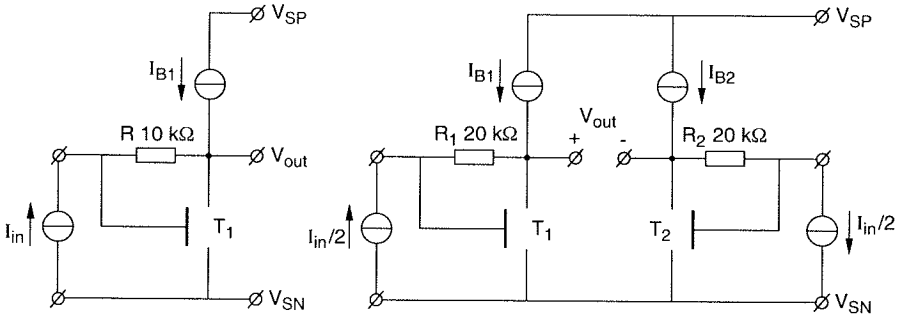 V_SP
I_B1
R 10 kΩ
V_out
I_in
T_1
V_SN
V_SP
I_B1
I_B2
R_1 20 kΩ
V_out
+
-
R_2 20 kΩ
I_in/2
T_1
T_2
I_in/2
V_SN